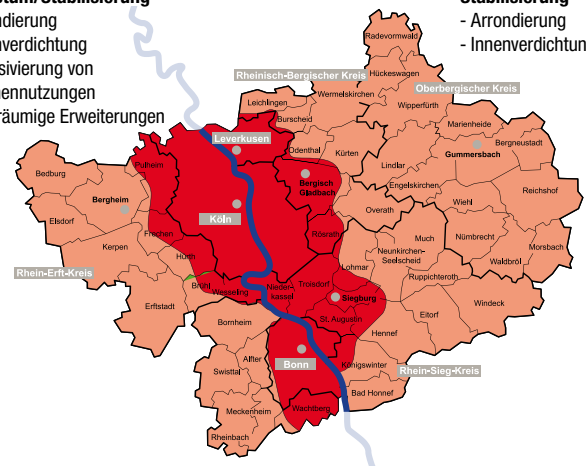 ndierung
nverdichtung
sivierung von
nennutzungen
räumige Erweiterungen
Stabilisierung
- Arrondierung
- Innenverdichtun
Radevormwald
Rheinisch-Bergischer Kreis
Hückeswagen
Oberbergischer Kreis
Wermelskirchen
Leichlingen
Wipperfürth
Burscheid
Marienheide
Leverkusen
Bergneustadt
Odenthal
Kürten
Gummersbach
Pulheim
Lindlar
Bedburg
Bergisch
Gladbach
Engelskirchen
Reichshof
Bergheim
Wiehl
Elsdorf
Köln
Overath
Frechen
Rösrath
Much
Nümbrecht
Morsbach
Kerpen
Neunkirchen-
Seelscheid
Waldbröl
Hürth
Lohmar
Rhein-Erft-Kreis
Troisdorf
Ruppichteroth
Brühl
Wesseling
Nieder-
kassel
Siegburg
Windeck
Erftstadt
Eitorf
Bornheim
St. Augustin
Hennef
Alfter
Bonn
Königswinter
Rhein-Sieg-Kreis
Swisttal
Bad Honnef
Meckenheim
Wachtberg
Rheinbach